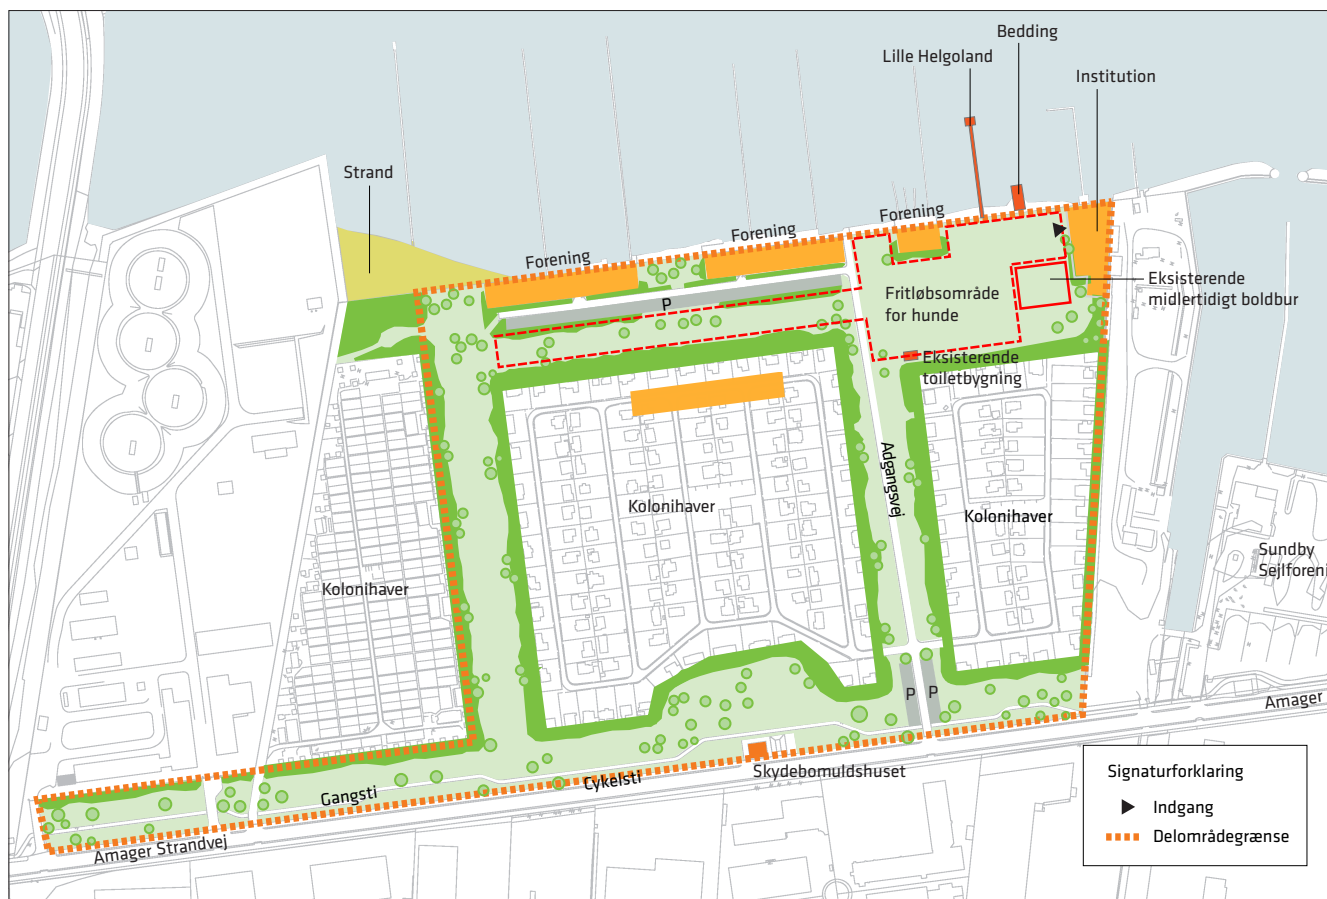 Bedding
Lille Helgoland
Institution
Strand
Forening
Forening
Forening
Eksisterende
midlertidigt boldbur
P
Fritløbsområde
for hunde
Eksisterende
toiletbygning
Adgangsvej
Kolonihaver
Kolonihaver
Kolonihaver
Sundby
Sejlforeni
P
P
Amager
Skydebomuldshuset
Cykelsti
Gangsti
Amager Strandvej
Signaturforklaring
Indgang
Delområdegrænse